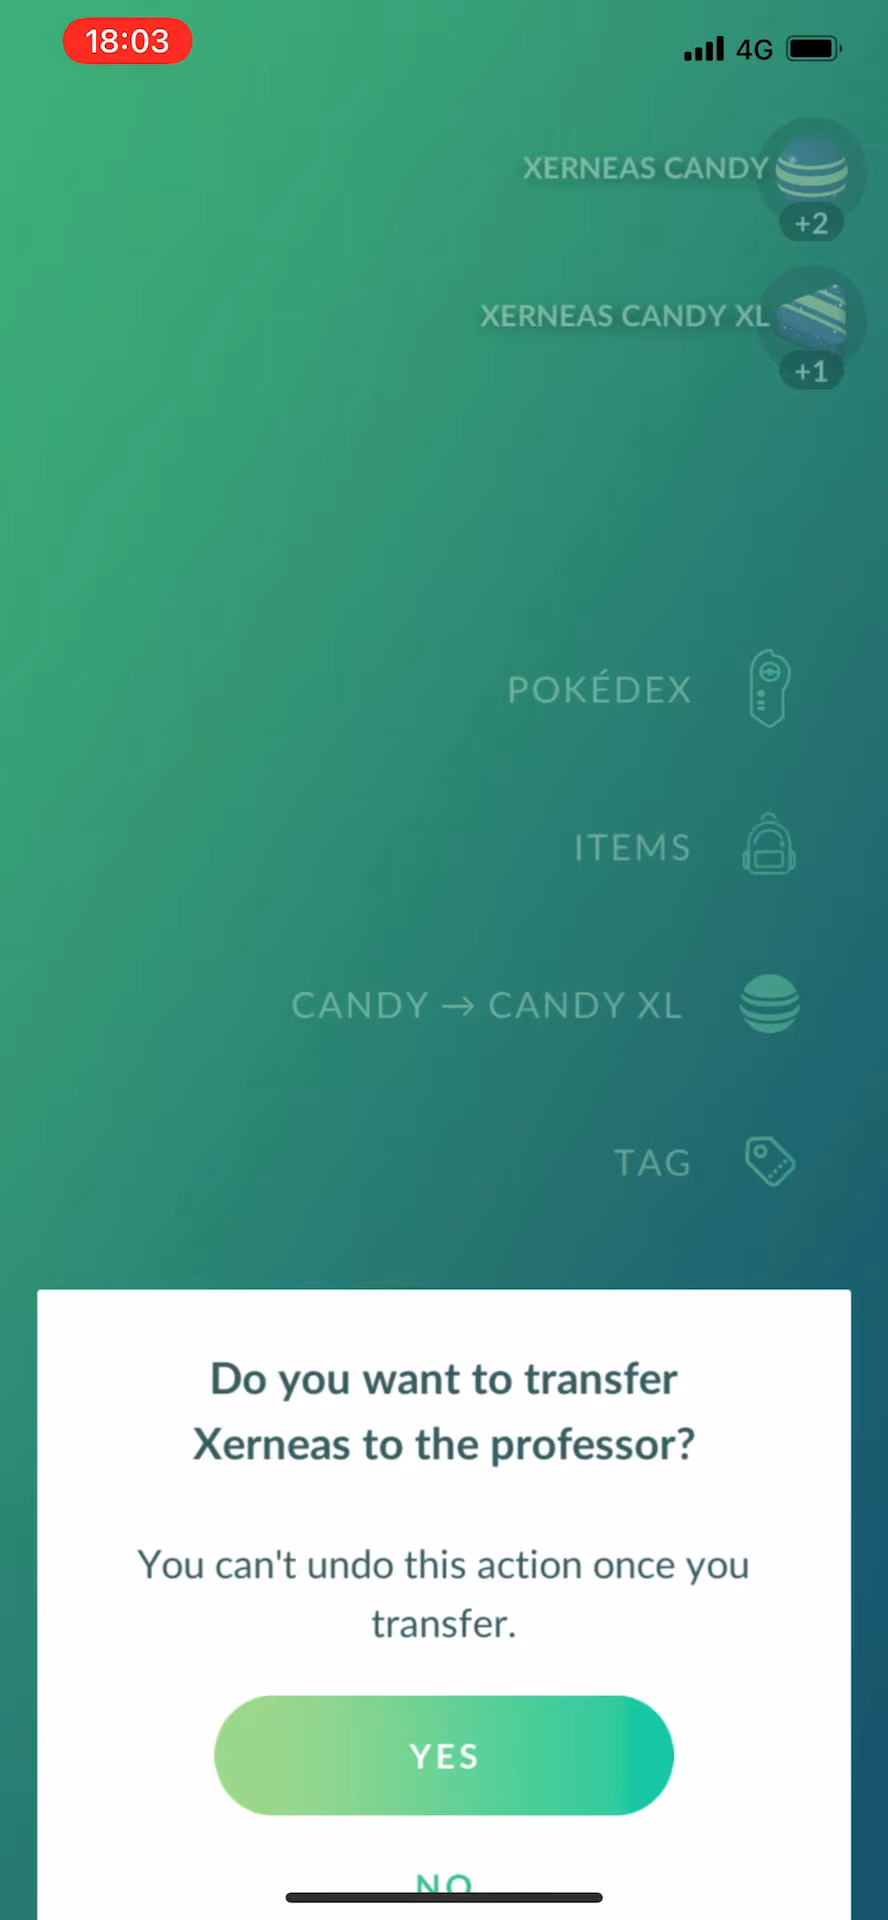 18:03
4G
XERNEAS CANDY
+2
XERNEAS CANDY XL
+1
POKÉDEX
ITEMS
CANDY → CANDY XL
TAG
Do you want to transfer
Xerneas to the professor?
You can't undo this action once you
transfer.
YES
NO